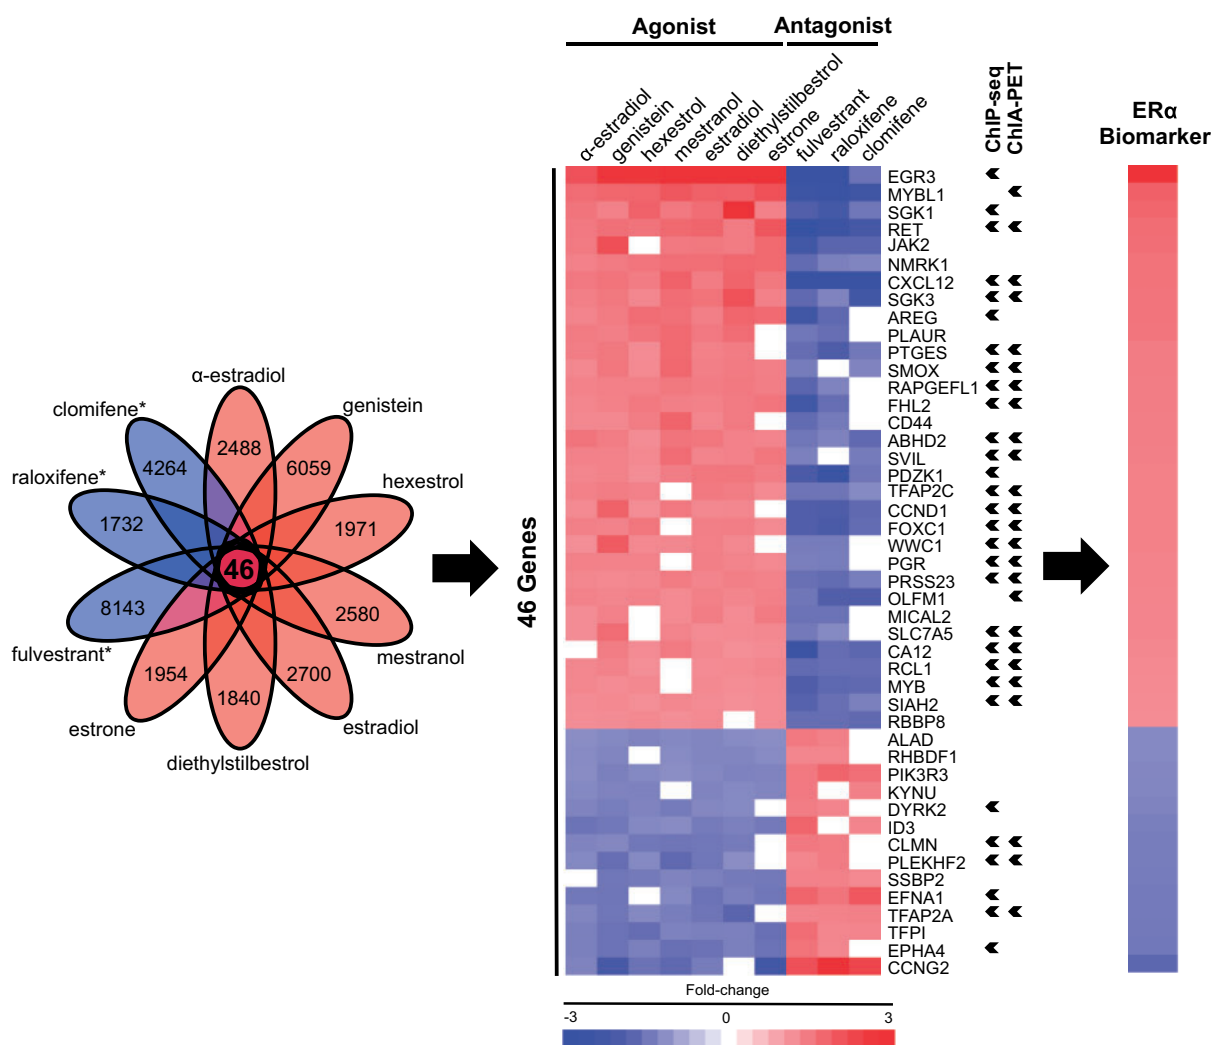 Agonist
Antagonist
α-estradiol
genistein
hexestrol
mestranol
estradiol
diethylstilbestrol
estrone
fulvestrant
raloxifene
clomifene
ChIP-seq
ChIA-PET
ERα
Biomarker
α-estradiol
clomifene*
genistein
raloxifene*
hexestrol
fulvestrant*
mestranol
estrone
estradiol
diethylstilbestrol
2488
4264
6059
1732
1971
46
8143
2580
1954
2700
1840
46 Genes
EGR3
MYBL1
SGK1
RET
JAK2
NMRK1
CXCL12
SGK3
AREG
PLAUR
PTGES
SMOX
RAPGEFL1
FHL2
CD44
ABHD2
SVIL
PDZK1
TFAP2C
CCND1
FOXC1
WWC1
PGR
PRSS23
OLFM1
MICAL2
SLC7A5
CA12
RCL1
MYB
SIAH2
RBBP8
ALAD
RHBDF1
PIK3R3
KYNU
DYRK2
ID3
CLMN
PLEKHF2
SSBP2
EFNA1
TFAP2A
TFPI
EPHA4
CCNG2
Fold-change
-3 0 3